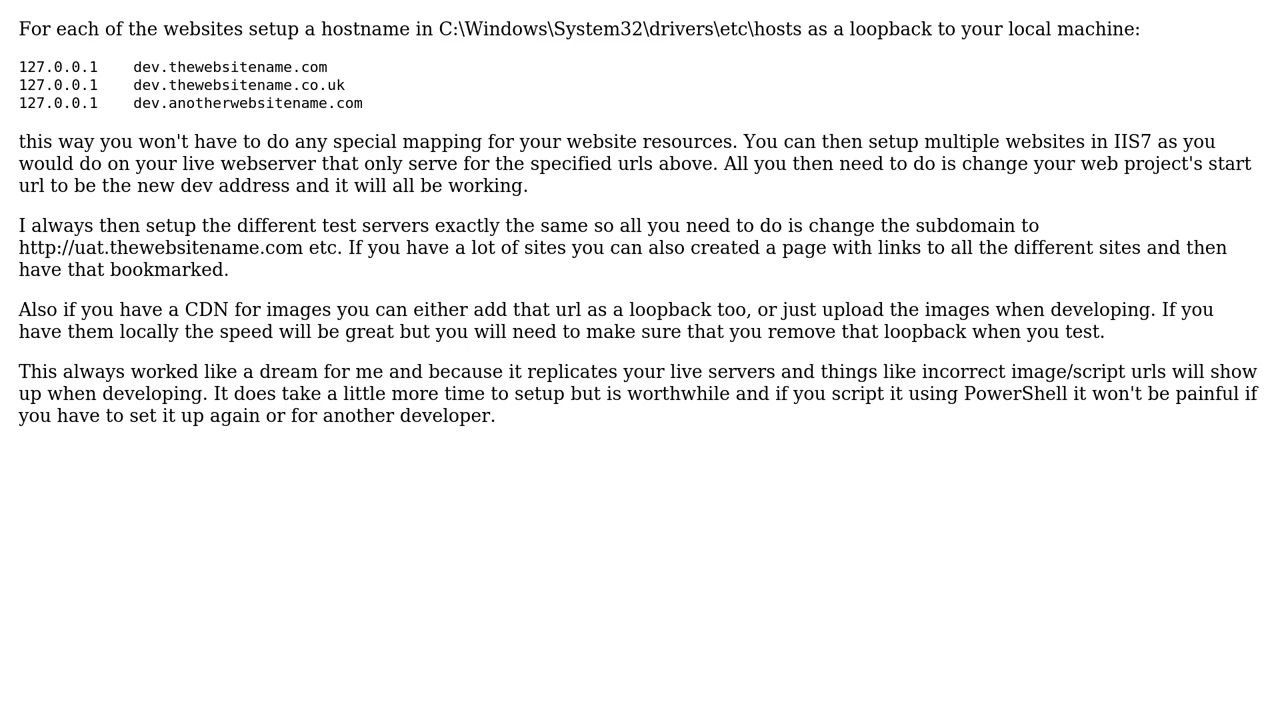 For each of the websites setup a hostname in C:\Windows\System32\drivers\etc\hosts as a loopback to your local machine:
127.0.0.1    dev.thewebsitename.com
127.0.0.1    dev.thewebsitename.co.uk
127.0.0.1    dev.anotherwebsitename.com
this way you won't have to do any special mapping for your website resources. You can then setup multiple websites in IIS7 as you
would do on your live webserver that only serve for the specified urls above. All you then need to do is change your web project's start
url to be the new dev address and it will all be working.
I always then setup the different test servers exactly the same so all you need to do is change the subdomain to
http://uat.thewebsitename.com etc. If you have a lot of sites you can also created a page with links to all the different sites and then
have that bookmarked.
Also if you have a CDN for images you can either add that url as a loopback too, or just upload the images when developing. If you
have them locally the speed will be great but you will need to make sure that you remove that loopback when you test.
This always worked like a dream for me and because it replicates your live servers and things like incorrect image/script urls will show
up when developing. It does take a little more time to setup but is worthwhile and if you script it using PowerShell it won't be painful if
you have to set it up again or for another developer.